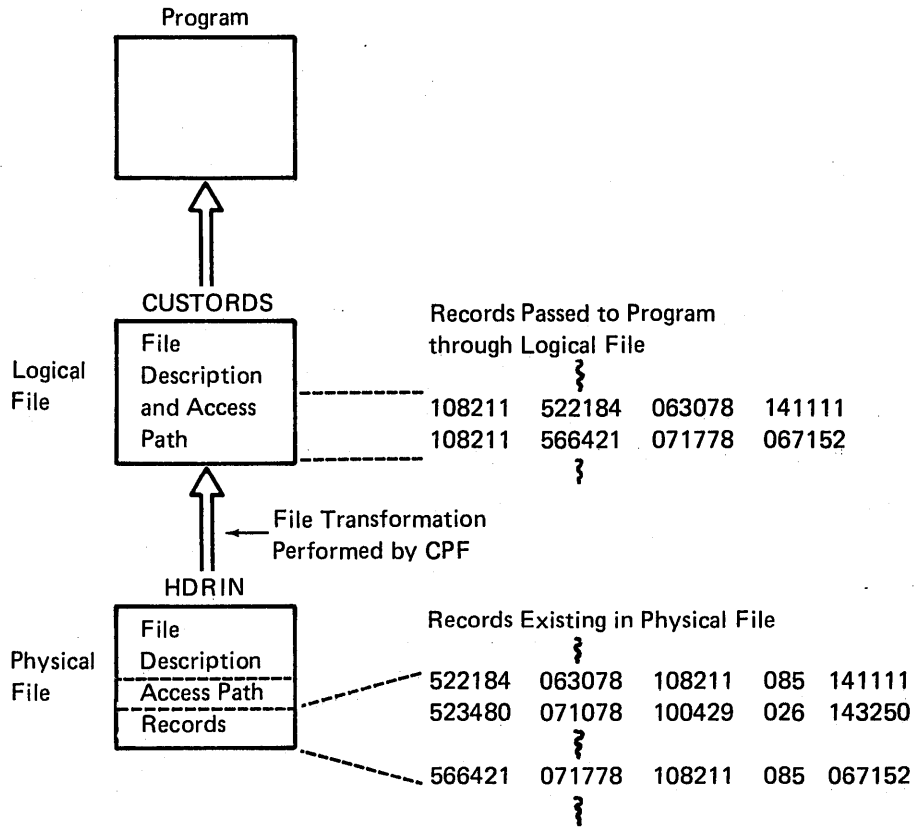 Program
CUSTORDS
Logical
File
File
Description
and Access
Path
Records Passed to Program
through Logical File
108211 522184 063078 141111
108211 566421 071778 067152
File Transformation
Performed by CPF
HDRIN
Physical
File
File
Description
Access Path
Records
Records Existing in Physical File
522184 063078 108211 085 141111
523480 071078 100429 026 143250
566421 071778 108211 085 067152